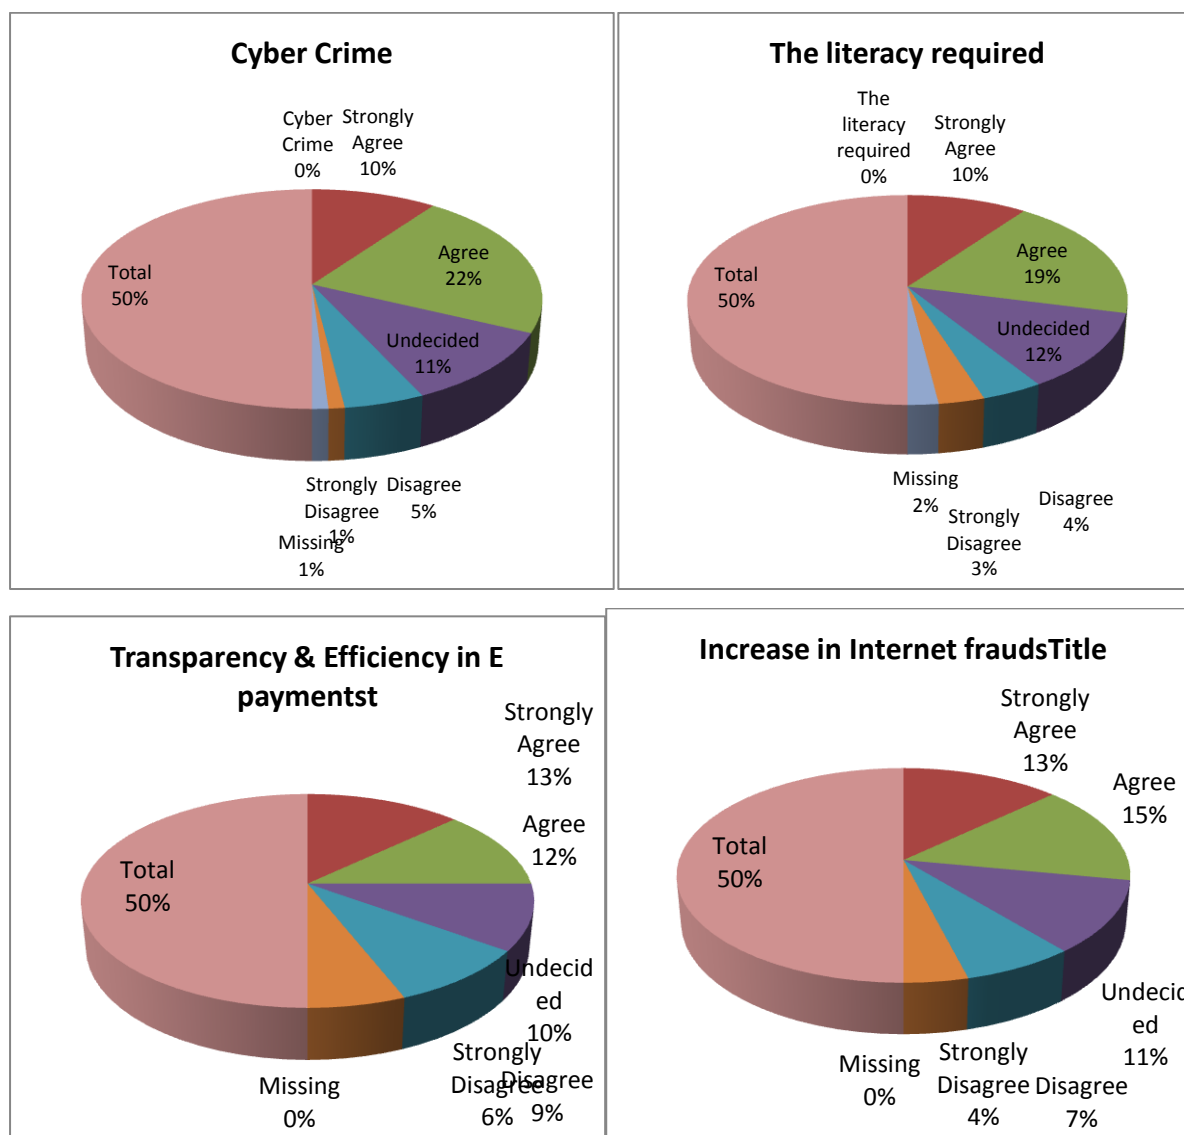 Cyber Crime
Cyber
Crime
0%
Strongly
Agree
10%
Agree
22%
Total
50%
Undecided
11%
Strongly
Disagree
1%
Disagree
5%
Missing
1%
The literacy required
The
literacy
required
0%
Strongly
Agree
10%
Agree
19%
Total
50%
Undecided
12%
Missing
2%
Strongly
Disagree
3%
Disagree
4%
Transparency & Efficiency in E
paymentst
Strongly
Agree
13%
Agree
12%
Total
50%
Undecid
ed
10%
Strongly
Disagree
6%
Disagree
9%
Missing
0%
Increase in Internet fraudsTitle
Strongly
Agree
13%
Agree
15%
Total
50%
Undecid
ed
11%
Missing
0%
Strongly
Disagree
4%
Disagree
7%